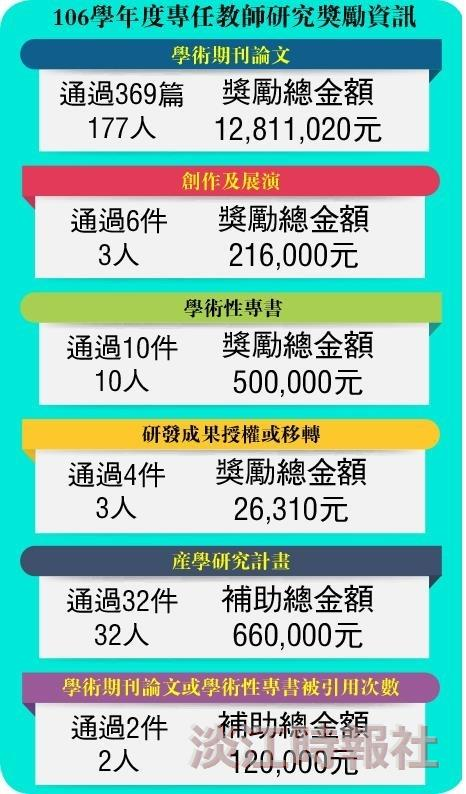 106學年度專任教師研究獎勵資訊
學術期刊論文
通過369篇 獎勵總金額
177人 12,811,020元
創作及展演
通過6件 獎勵總金額
3人 216,000元
學術性專書
通過10件 獎勵總金額
10人 500,000元
研發成果授權或移轉
通過4件 獎勵總金額
3人 26,310元
產學研究計畫
通過32件 補助總金額
32人 660,000元
學術期刊論文或學術性專書被引用次數
通過2件 補助總金額
2人 120,000元
淡江時報社